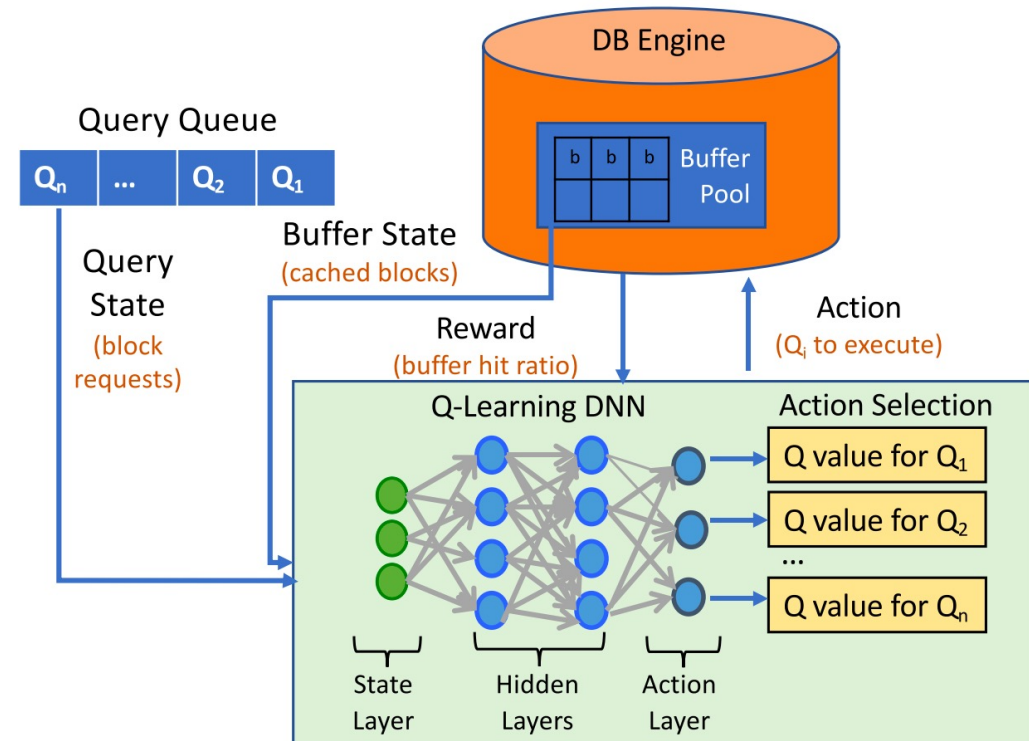 DB Engine
b b b
Buffer
Pool
Query Queue
Qn ... Q2 Q1
Query
State
(block
requests)
Buffer State
(cached blocks)
Reward
(buffer hit ratio)
Action
(Qi to execute)
Q-Learning DNN
Action Selection
Q value for Q1
Q value for Q2
...
Q value for Qn
State
Layer
Hidden
Layers
Action
Layer